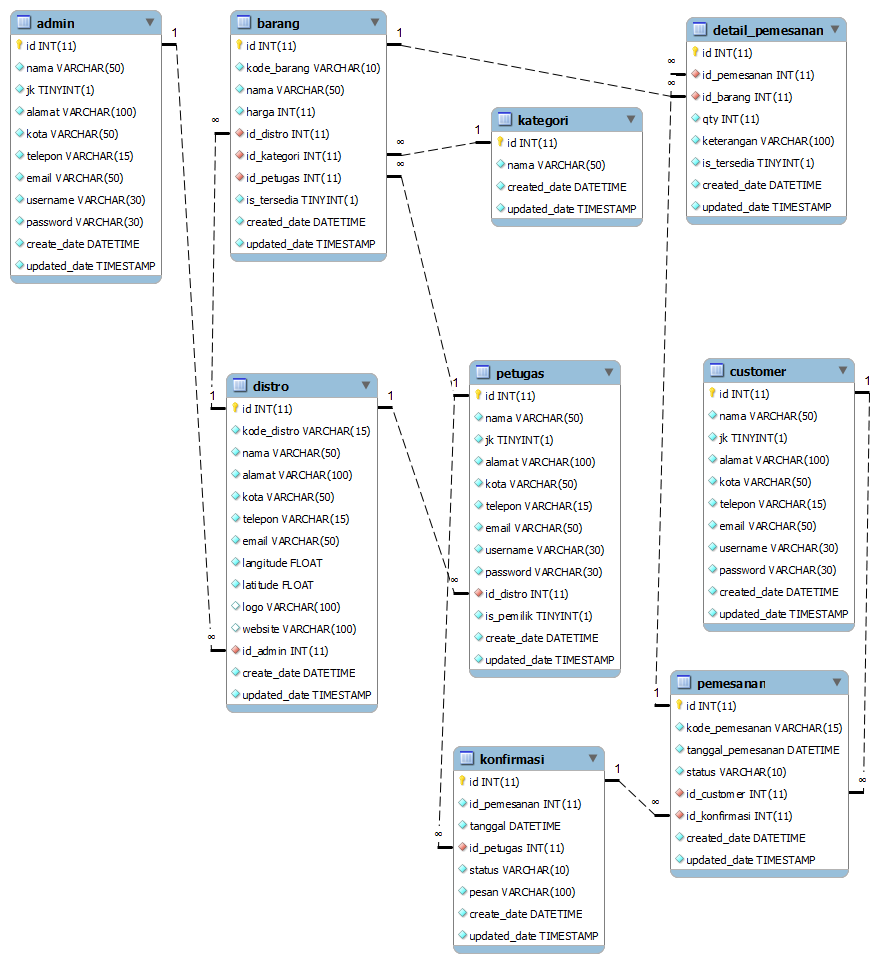 admin
id INT(11)
nama VARCHAR(50)
jk TINYINT(1)
alamat VARCHAR(100)
kota VARCHAR(50)
telepon VARCHAR(15)
email VARCHAR(50)
username VARCHAR(30)
password VARCHAR(30)
create_date DATETIME
updated_date TIMESTAMP
1
∞
barang
id INT(11)
kode_barang VARCHAR(10)
nama VARCHAR(50)
harga INT(11)
id_distro INT(11)
id_kategori INT(11)
id_petugas INT(11)
is_tersedia TINYINT(1)
created_date DATETIME
updated_date TIMESTAMP
1
∞
∞
∞
1
kategori
id INT(11)
nama VARCHAR(50)
created_date DATETIME
updated_date TIMESTAMP
∞
∞
detail_pemesanan
id INT(11)
id_pemesanan INT(11)
id_barang INT(11)
qty INT(11)
keterangan VARCHAR(100)
is_tersedia TINYINT(1)
created_date DATETIME
updated_date TIMESTAMP
1
distro
id INT(11)
kode_distro VARCHAR(15)
nama VARCHAR(50)
alamat VARCHAR(100)
kota VARCHAR(50)
telepon VARCHAR(15)
email VARCHAR(50)
langitude FLOAT
latitude FLOAT
logo VARCHAR(100)
website VARCHAR(100)
id_admin INT(11)
create_date DATETIME
updated_date TIMESTAMP
1
1
∞
petugas
id INT(11)
nama VARCHAR(50)
jk TINYINT(1)
alamat VARCHAR(100)
kota VARCHAR(50)
telepon VARCHAR(15)
email VARCHAR(50)
username VARCHAR(30)
password VARCHAR(30)
id_distro INT(11)
is_pemilik TINYINT(1)
create_date DATETIME
updated_date TIMESTAMP
customer
id INT(11)
nama VARCHAR(50)
jk TINYINT(1)
alamat VARCHAR(100)
kota VARCHAR(50)
telepon VARCHAR(15)
email VARCHAR(50)
username VARCHAR(30)
password VARCHAR(30)
created_date DATETIME
updated_date TIMESTAMP
1
∞
konfirmasi
id INT(11)
id_pemesanan INT(11)
tanggal DATETIME
id_petugas INT(11)
status VARCHAR(10)
pesan VARCHAR(100)
create_date DATETIME
updated_date TIMESTAMP
1
1
∞
pemesanan
id INT(11)
kode_pemesanan VARCHAR(15)
tanggal_pemesanan DATETIME
status VARCHAR(10)
id_customer INT(11)
id_konfirmasi INT(11)
created_date DATETIME
updated_date TIMESTAMP
∞